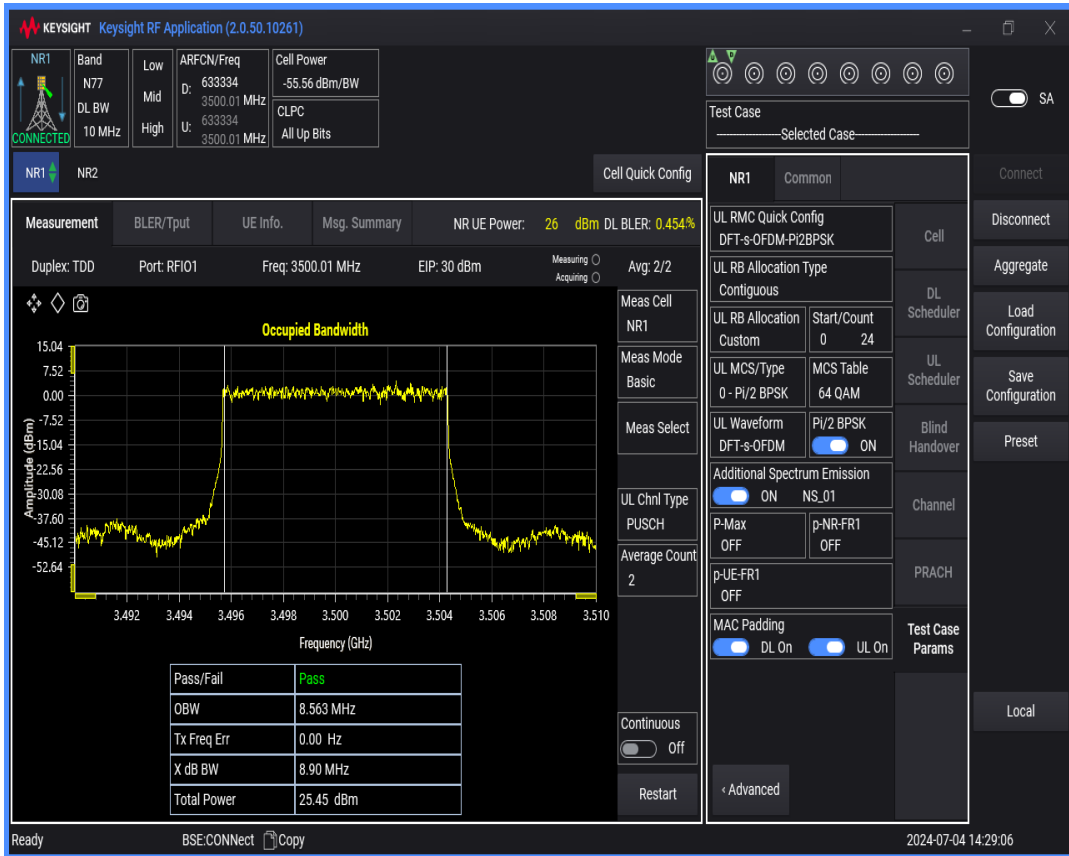 KEYSIGHT Keysight RF Application (2.0.50.10261)
NR1
CONNECTED
Band
N77
DL BW
10 MHz
Low
Mid
High
ARFCN/Freq
D: 633334
3500.01 MHz
U: 633334
3500.01 MHz
Cell Power
-55.56 dBm/BW
CLPC
All Up Bits
Test Case
Selected Case
SA
NR1 NR2
Cell Quick Config
Measurement BLER/Tput UE Info. Msg. Summary NR UE Power: 26 dBm DL BLER: 0.454%
Duplex: TDD Port: RFIO1 Freq: 3500.01 MHz EIP: 30 dBm Measuring Acquiring Avg: 2/2
Occupied Bandwidth
Amplitude (dBm)
15.04
7.52
0.00
-7.52
-15.04
-22.56
-30.08
-37.60
-45.12
-52.64
3.492 3.494 3.496 3.498 3.500 3.502 3.504 3.506 3.508 3.510
Frequency (GHz)
Pass/Fail Pass
OBW 8.563 MHz
Tx Freq Err 0.00 Hz
X dB BW 8.90 MHz
Total Power 25.45 dBm
Meas Cell
NR1
Meas Mode
Basic
Meas Select
UL Chnl Type
PUSCH
Average Count
2
Continuous
Off
Restart
NR1 Common
UL RMC Quick Config
DFT-s-OFDM-Pi2BPSK
UL RB Allocation Type
Contiguous
UL RB Allocation
Custom
Start/Count
0 24
UL MCS/Type
0 - Pi/2 BPSK
MCS Table
64 QAM
UL Waveform
DFT-s-OFDM
Pi/2 BPSK
ON
Additional Spectrum Emission
ON NS_01
P-Max
OFF
p-NR-FR1
OFF
p-UE-FR1
OFF
MAC Padding
DL On UL On
‹ Advanced
Cell
DL
Scheduler
UL
Scheduler
Blind
Handover
Channel
PRACH
Test Case
Params
Connect
Disconnect
Aggregate
Load
Configuration
Save
Configuration
Preset
Local
Ready BSE:CONNect Copy 2024-07-04 14:29:06